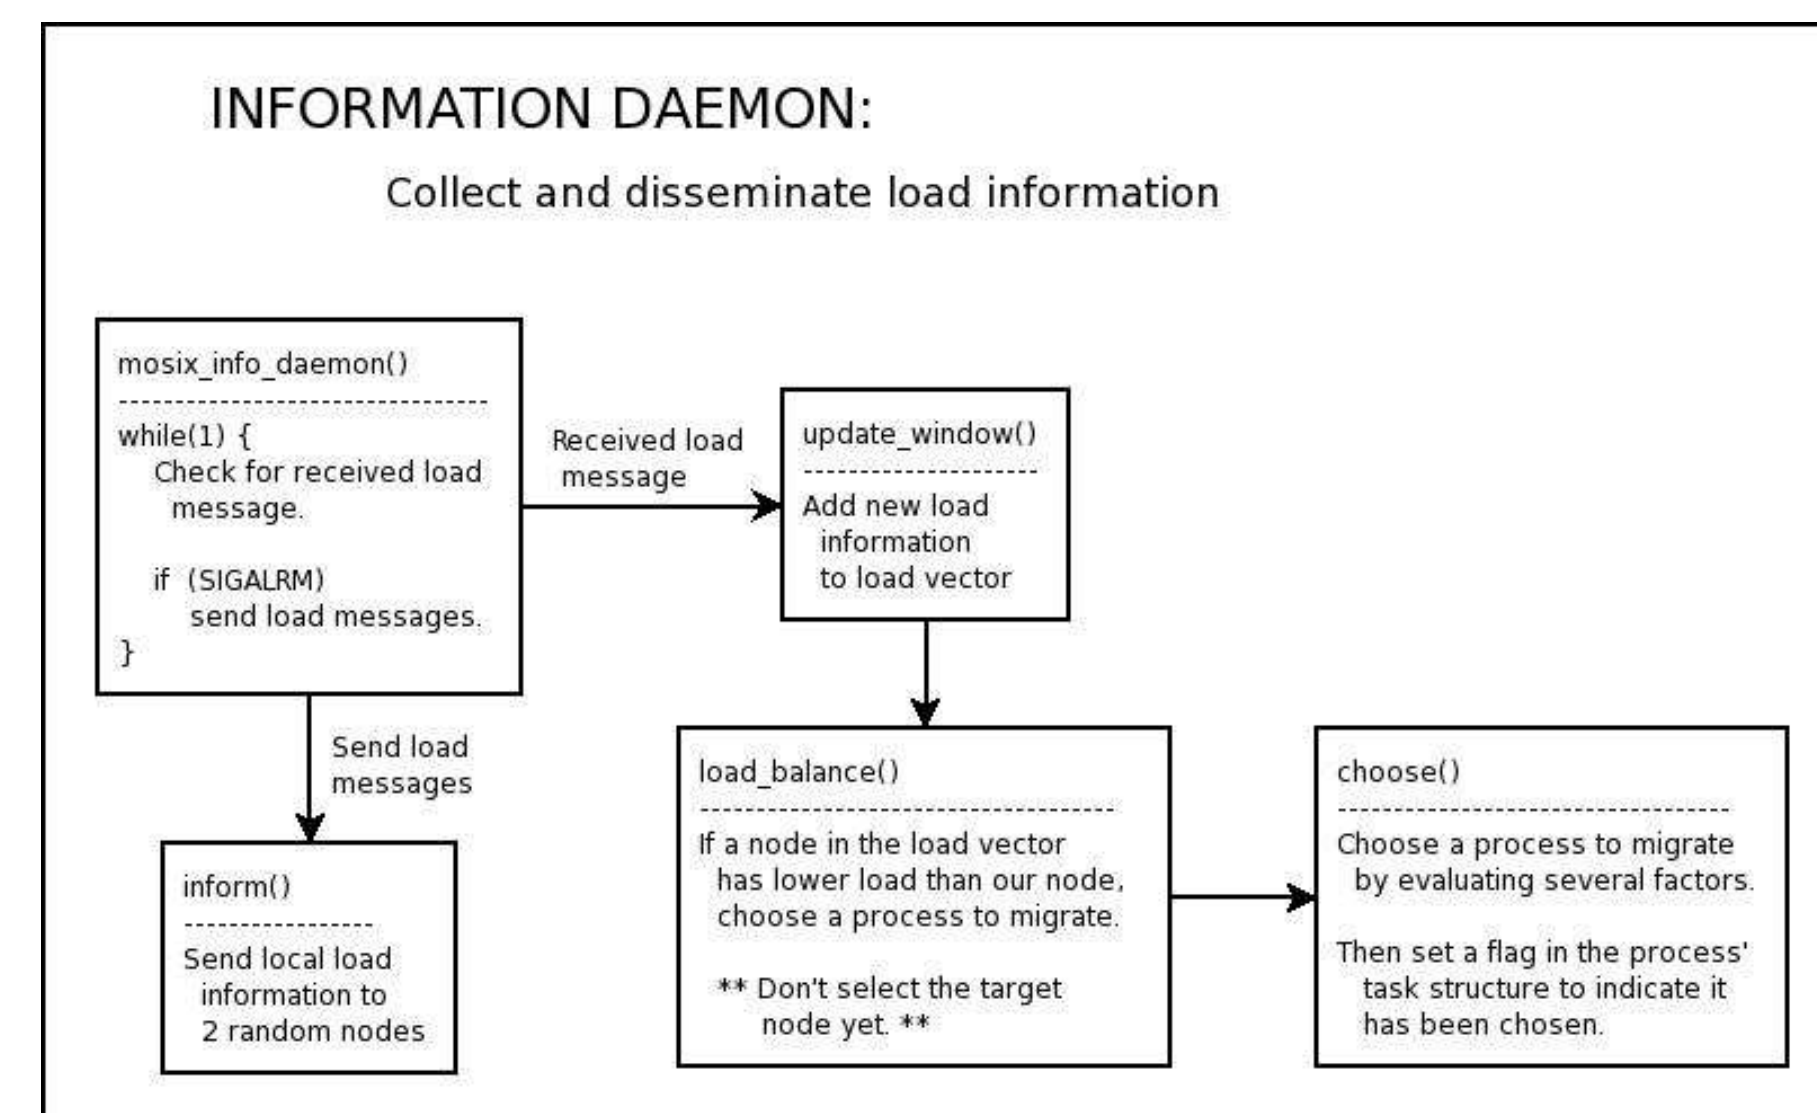 INFORMATION DAEMON:
Collect and disseminate load information
mosix_info_daemon()
--------------------------------
while(1) {
Check for received load
message.
if (SIGALRM)
send load messages.
}
Received load
message
update_window()
--------------------
Add new load
information
to load vector
Send load
messages
inform()
-----------------
Send local load
information to
2 random nodes
load_balance()
------------------------------------
If a node in the load vector
has lower load than our node,
choose a process to migrate.
** Don't select the target
node yet. **
choose()
----------------------------------
Choose a process to migrate
by evaluating several factors.
Then set a flag in the process'
task structure to indicate it
has been chosen.